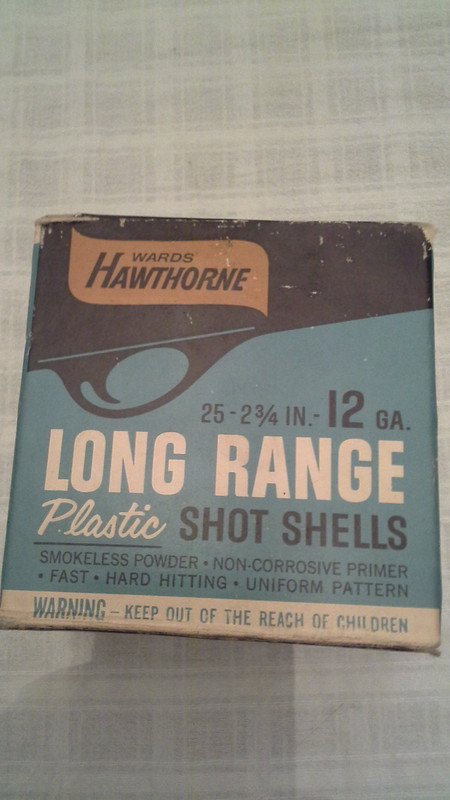 WARDS
HAWTHORNE
25-2¾ IN.-12 GA.
LONG RANGE
Plastic SHOT SHELLS
SMOKELESS POWDER • NON-CORROSIVE PRIMER
• FAST • HARD HITTING • UNIFORM PATTERN
WARNING – KEEP OUT OF THE REACH OF CHILDREN